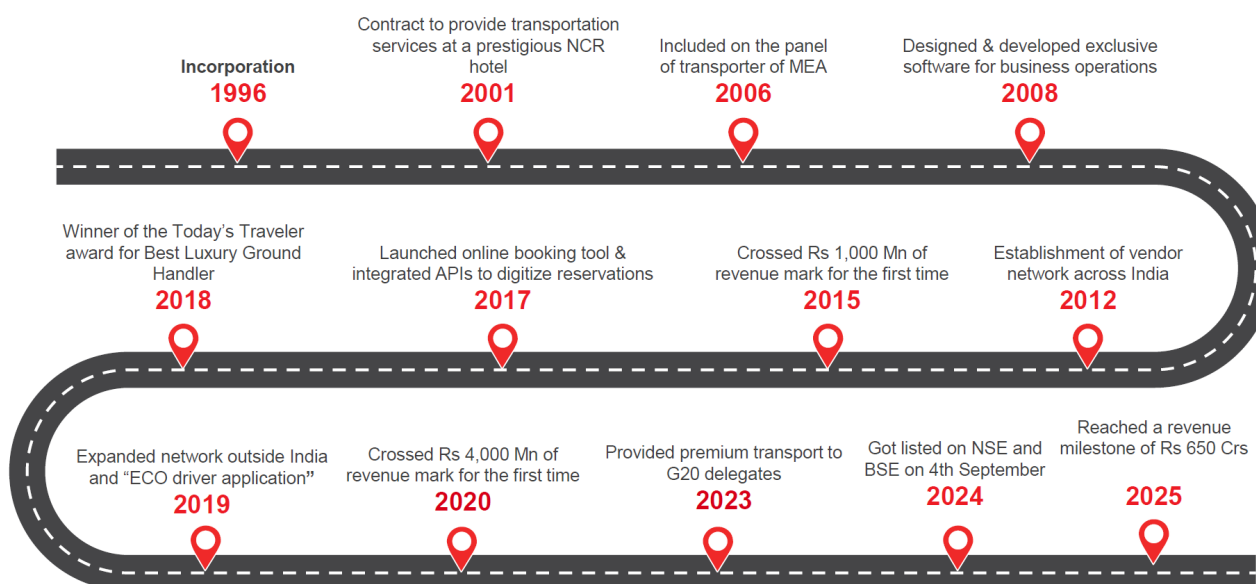 Incorporation
1996
Contract to provide transportation
services at a prestigious NCR
hotel
2001
Included on the panel
of transporter of MEA
2006
Designed & developed exclusive
software for business operations
2008
Winner of the Today's Traveler
award for Best Luxury Ground
Handler
2018
Launched online booking tool &
integrated APIs to digitize reservations
2017
Crossed Rs 1,000 Mn of
revenue mark for the first time
2015
Establishment of vendor
network across India
2012
Expanded network outside India
and “ECO driver application”
2019
Crossed Rs 4,000 Mn of
revenue mark for the first time
2020
Provided premium transport to
G20 delegates
2023
Got listed on NSE and
BSE on 4th September
2024
Reached a revenue
milestone of Rs 650 Crs
2025